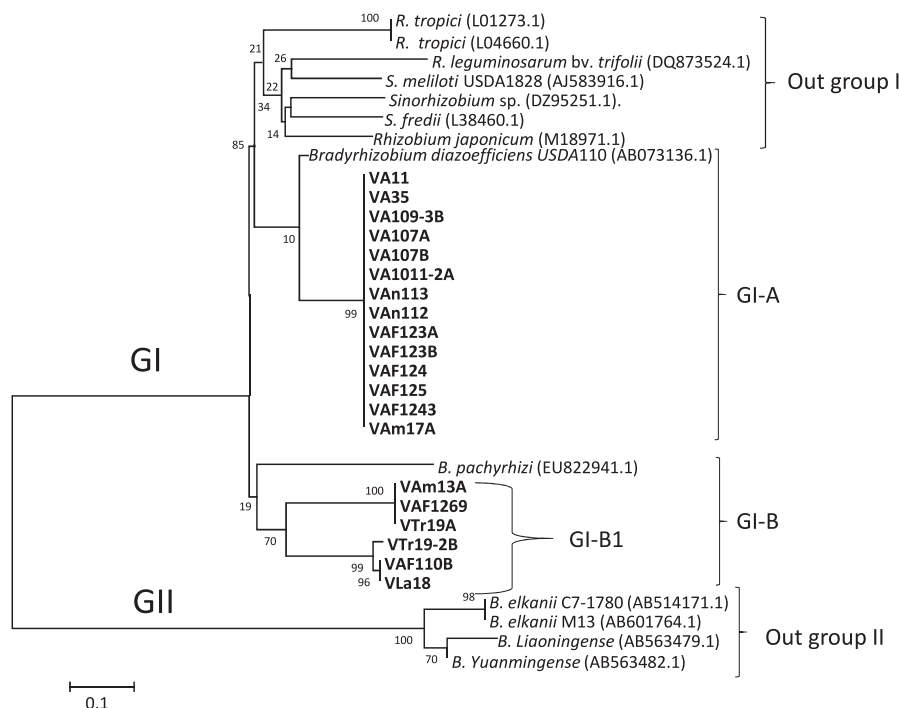 100
R. tropici (L01273.1)
R. tropici (L04660.1)
21
26
R. leguminosarum bv. trifolii (DQ873524.1)
22
S. meliloti USDA1828 (AJ583916.1)
Out group I
34
Sinorhizobium sp. (DZ95251.1).
S. fredii (L38460.1)
14
Rhizobium japonicum (M18971.1)
85
Bradyrhizobium diazoefficiens USDA110 (AB073136.1)
VA11
VA35
VA109-3B
VA107A
10
VA107B
VA1011-2A
VAn113
GI-A
99
VAn112
VAF123A
VAF123B
GI
VAF124
VAF125
VAF1243
VAm17A
B. pachyrhizi (EU822941.1)
100
VAm13A
19
VAF1269
GI-B
VTr19A
70
GI-B1
VTr19-2B
99
VAF110B
96
VLa18
GII
98
B. elkanii C7-1780 (AB514171.1)
B. elkanii M13 (AB601764.1)
100
B. Liaoningense (AB563479.1)
Out group II
70
B. Yuanmingense (AB563482.1)
0.1